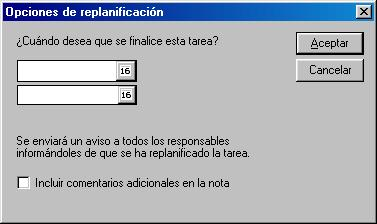 Opciones de replanificación
¿Cuándo desea que se finalice esta tarea?
Aceptar
16
Cancelar
16
Se enviará un aviso a todos los responsables
informándoles de que se ha replanificado la tarea.
Incluir comentarios adicionales en la nota